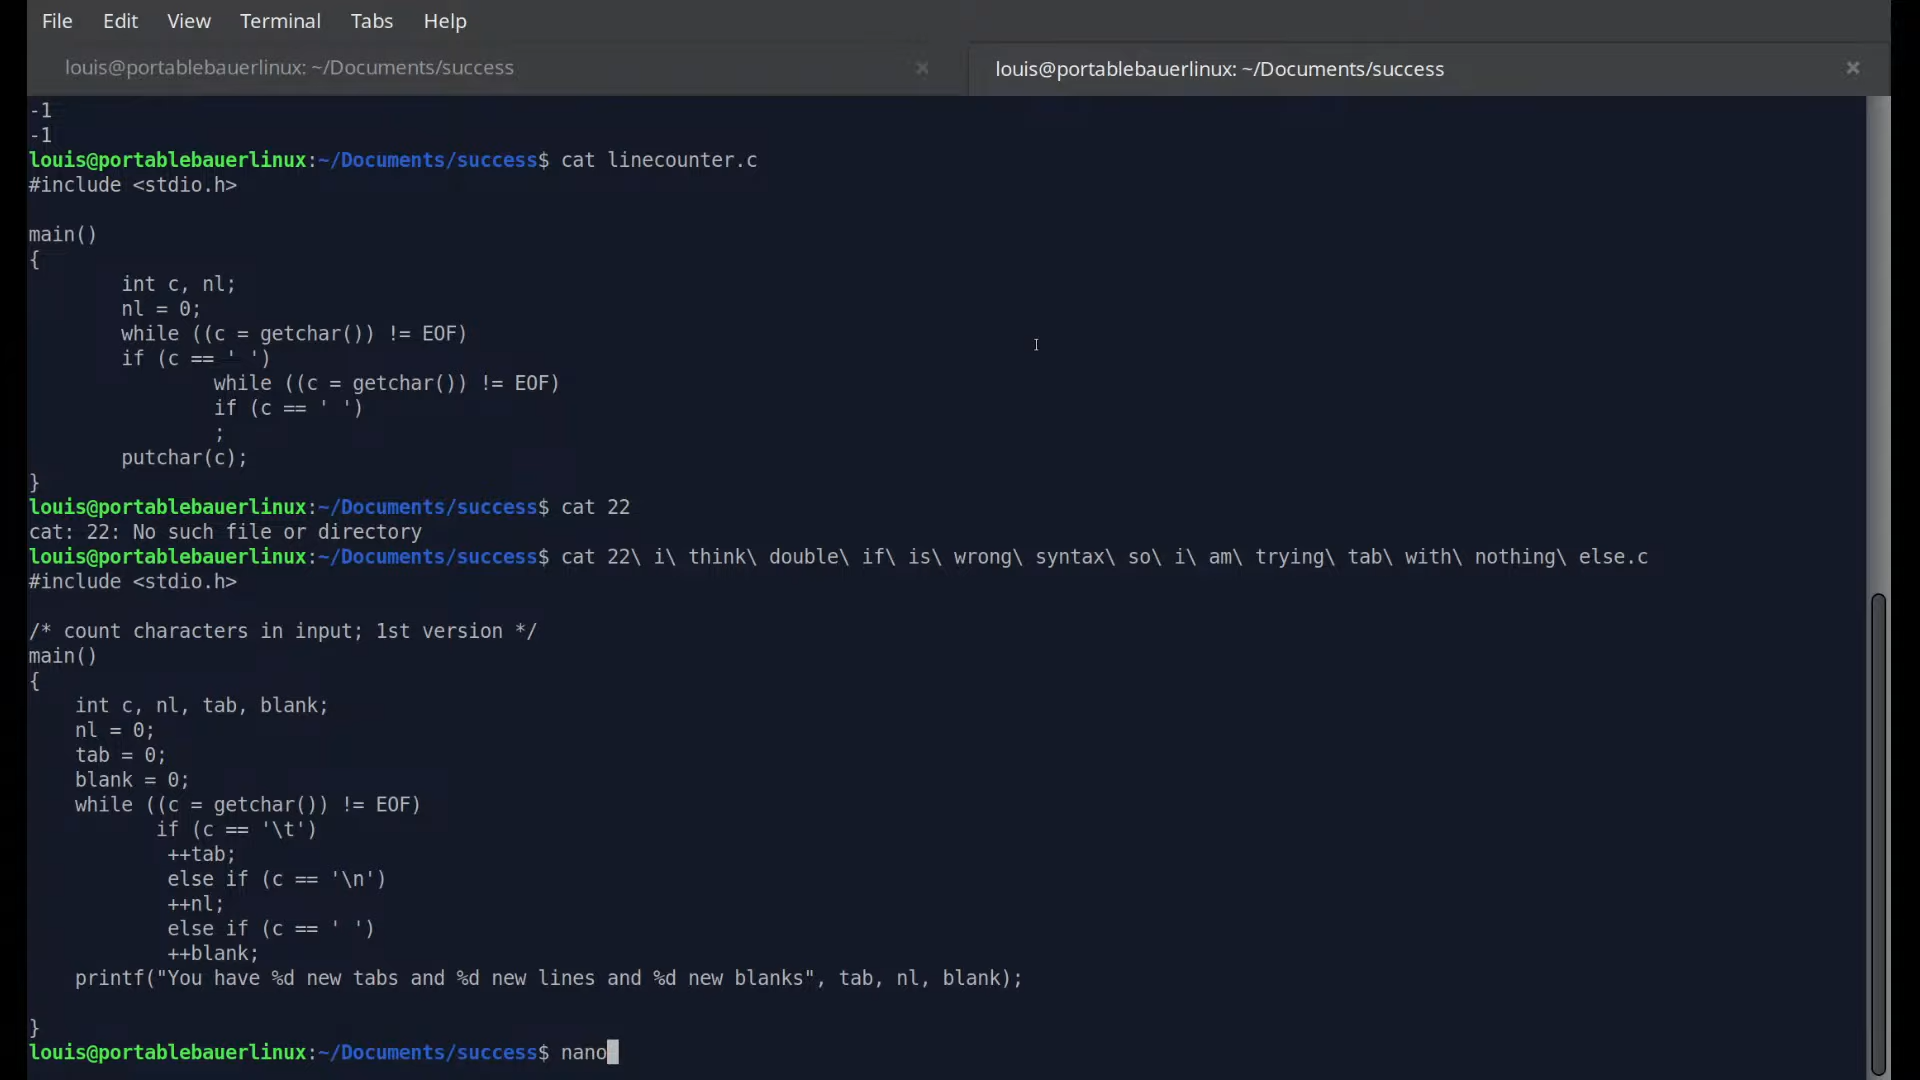 File Edit View Terminal Tabs Help
louis@portablebauerlinux: ~/Documents/success × louis@portablebauerlinux: ~/Documents/success ×
-1
-1
louis@portablebauerlinux:~/Documents/success$ cat linecounter.c
#include <stdio.h>
main()
{
int c, nl;
nl = 0;
while ((c = getchar()) != EOF)
if (c == ' ')
while ((c = getchar()) != EOF)
if (c == ' ')
;
putchar(c);
}
louis@portablebauerlinux:~/Documents/success$ cat 22
cat: 22: No such file or directory
louis@portablebauerlinux:~/Documents/success$ cat 22\ i\ think\ double\ if\ is\ wrong\ syntax\ so\ i\ am\ trying\ tab\ with\ nothing\ else.c
#include <stdio.h>
/* count characters in input; 1st version */
main()
{
int c, nl, tab, blank;
nl = 0;
tab = 0;
blank = 0;
while ((c = getchar()) != EOF)
if (c == '\t')
++tab;
else if (c == '\n')
++nl;
else if (c == ' ')
++blank;
printf("You have %d new tabs and %d new lines and %d new blanks", tab, nl, blank);
}
louis@portablebauerlinux:~/Documents/success$ nano